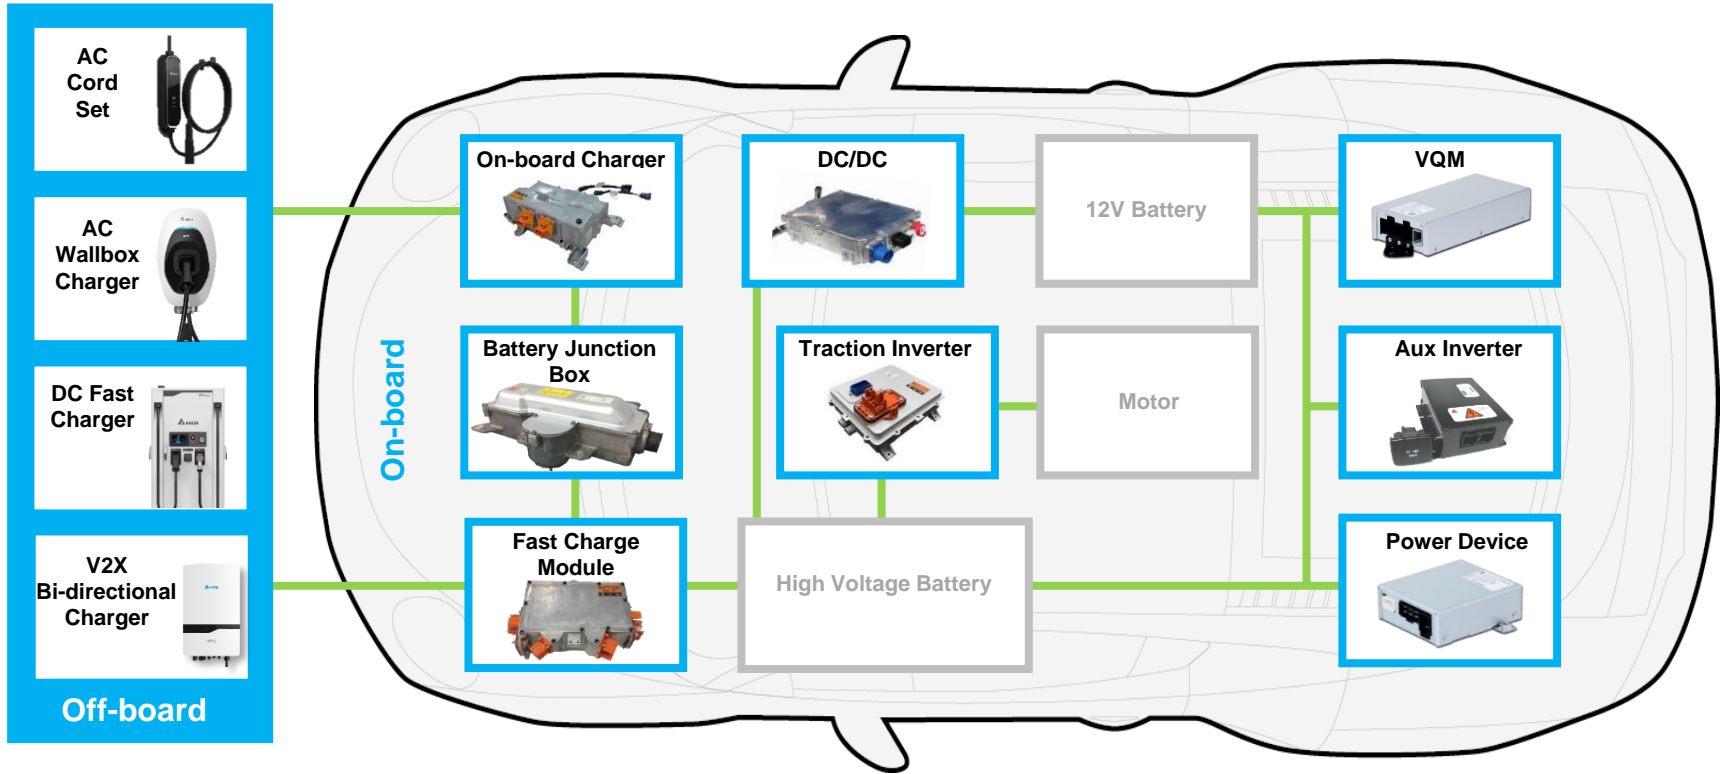 AC
Cord
Set
AC
Wallbox
Charger
DC Fast
Charger
V2X
Bi-directional
Charger
Off-board
On-board
On-board Charger
DC/DC
12V Battery
VQM
Battery Junction
Box
Traction Inverter
Motor
Aux Inverter
Fast Charge
Module
High Voltage Battery
Power Device